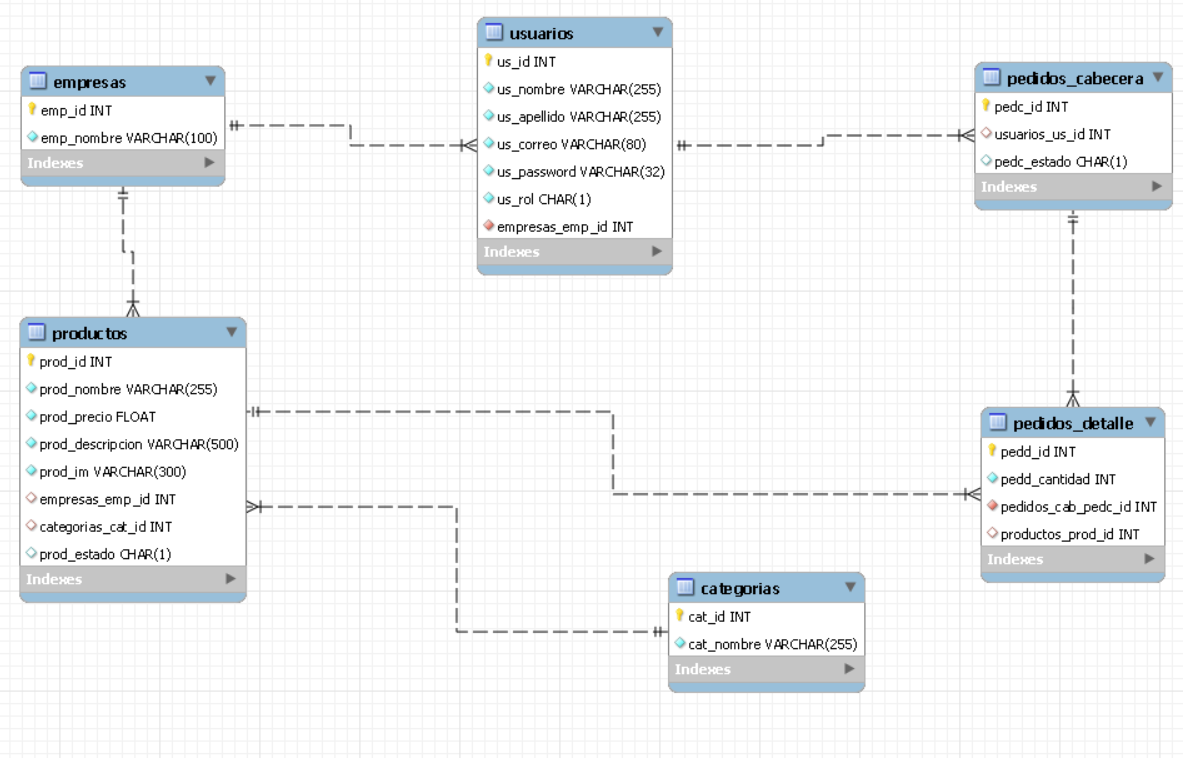 empresas
emp_id INT
emp_nombre VARCHAR(100)
Indexes
usuarios
us_id INT
us_nombre VARCHAR(255)
us_apellido VARCHAR(255)
us_correo VARCHAR(80)
us_password VARCHAR(32)
us_rol CHAR(1)
empresas_emp_id INT
Indexes
pedidos_cabecera
pedc_id INT
usuarios_us_id INT
pedc_estado CHAR(1)
Indexes
productos
prod_id INT
prod_nombre VARCHAR(255)
prod_precio FLOAT
prod_descripcion VARCHAR(500)
prod_im VARCHAR(300)
empresas_emp_id INT
categorias_cat_id INT
prod_estado CHAR(1)
Indexes
pedidos_detalle
pedd_id INT
pedd_cantidad INT
pedidos_cab_pedc_id INT
productos_prod_id INT
Indexes
categorias
cat_id INT
cat_nombre VARCHAR(255)
Indexes